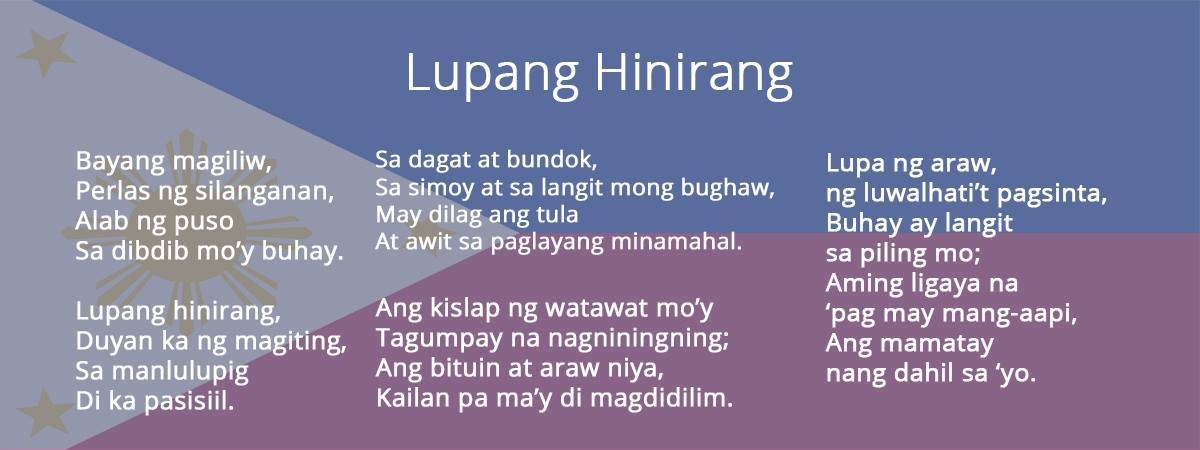 Lupang Hinirang
Bayang magiliw,
Perlas ng silanganan,
Alab ng puso
Sa dibdib mo’y buhay.
Lupang hinirang,
Duyan ka ng magiting,
Sa manlulupig
Di ka pasisiil.
Sa dagat at bundok,
Sa simoy at sa langit mong bughaw,
May dilag ang tula
At awit sa paglayang minamahal.
Ang kislap ng watawat mo’y
Tagumpay na nagniningning;
Ang bituin at araw niya,
Kailan pa ma’y di magdidilim.
Lupa ng araw,
ng luwalhati’t pagsinta,
Buhay ay langit
sa piling mo;
Aming ligaya na
‘pag may mang-aapi,
Ang mamatay
nang dahil sa ‘yo.